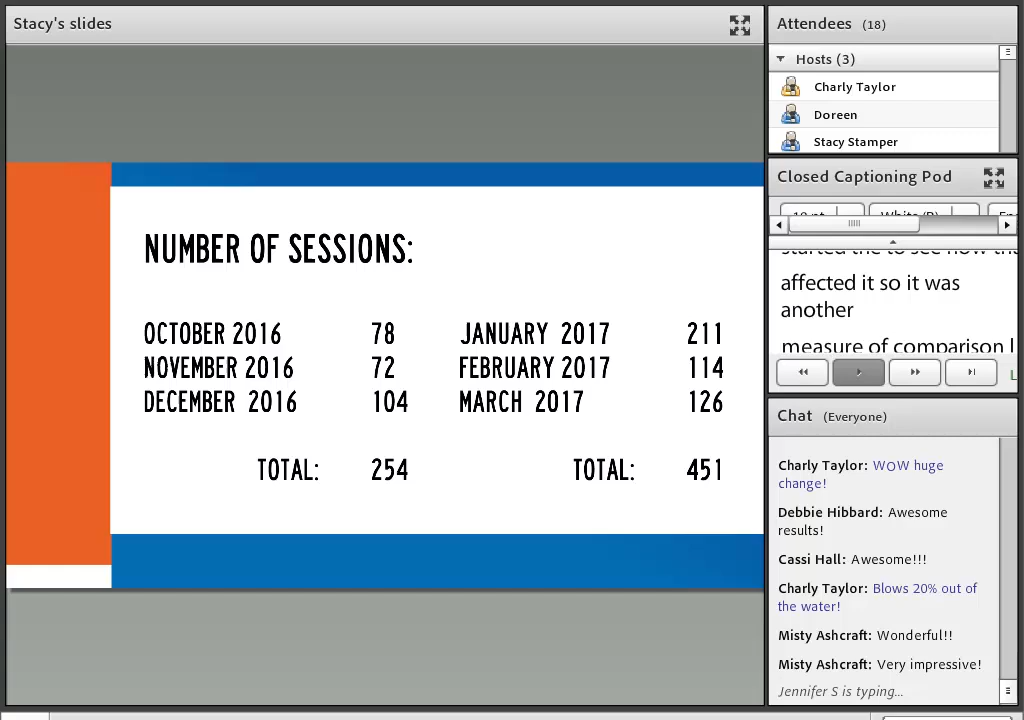 Stacy's slides
NUMBER OF SESSIONS:
OCTOBER 2016 78 JANUARY 2017 211
NOVEMBER 2016 72 FEBRUARY 2017 114
DECEMBER 2016 104 MARCH 2017 126
TOTAL: 254 TOTAL: 451
Attendees (18)
Hosts (3)
Charly Taylor
Doreen
Stacy Stamper
Closed Captioning Pod
affected it so it was
another
measure of comparison I
Chat (Everyone)
Charly Taylor: WOW huge
change!
Debbie Hibbard: Awesome
results!
Cassi Hall: Awesome!!!
Charly Taylor: Blows 20% out of
the water!
Misty Ashcraft: Wonderful!!
Misty Ashcraft: Very impressive!
Jennifer S is typing...